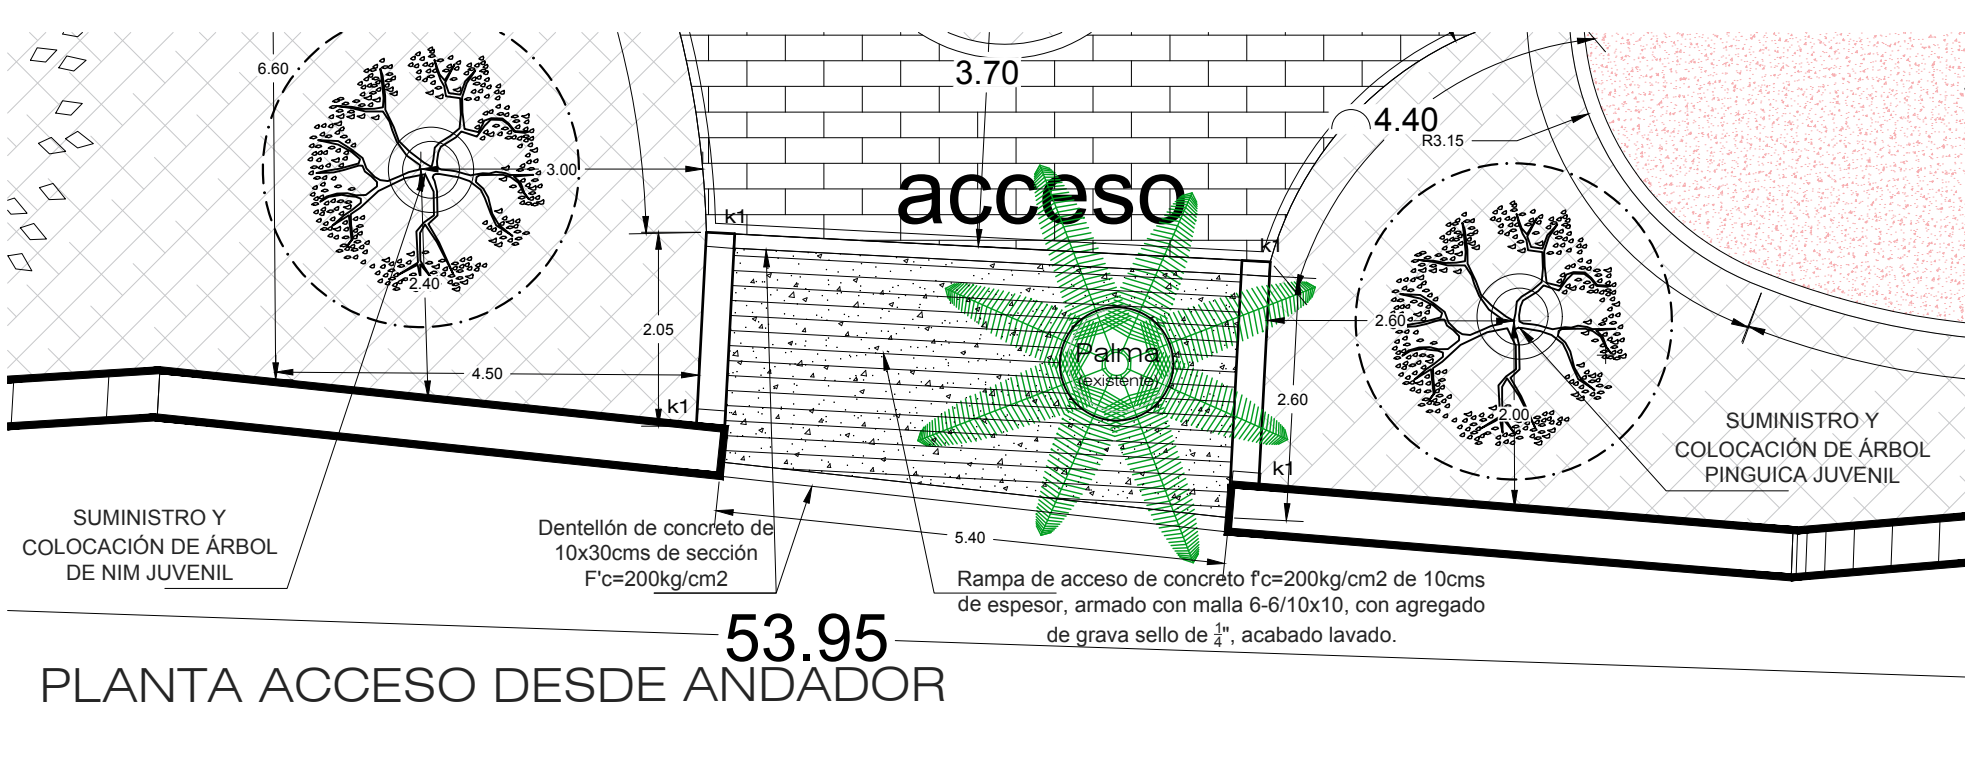 6.60
3.70
4.40
R3.15
3.00
acceso
k1
k1
2.40
2.05
2.60
Palma
(existente)
4.50
2.60
k1
2.00
k1
SUMINISTRO Y
COLOCACIÓN DE ÁRBOL
PINGUICA JUVENIL
SUMINISTRO Y
COLOCACIÓN DE ÁRBOL
DE NIM JUVENIL
Dentellón de concreto de
10x30cms de sección
F'c=200kg/cm2
5.40
Rampa de acceso de concreto f'c=200kg/cm2 de 10cms
de espesor, armado con malla 6-6/10x10, con agregado
de grava sello de 1/4", acabado lavado.
53.95
PLANTA ACCESO DESDE ANDADOR